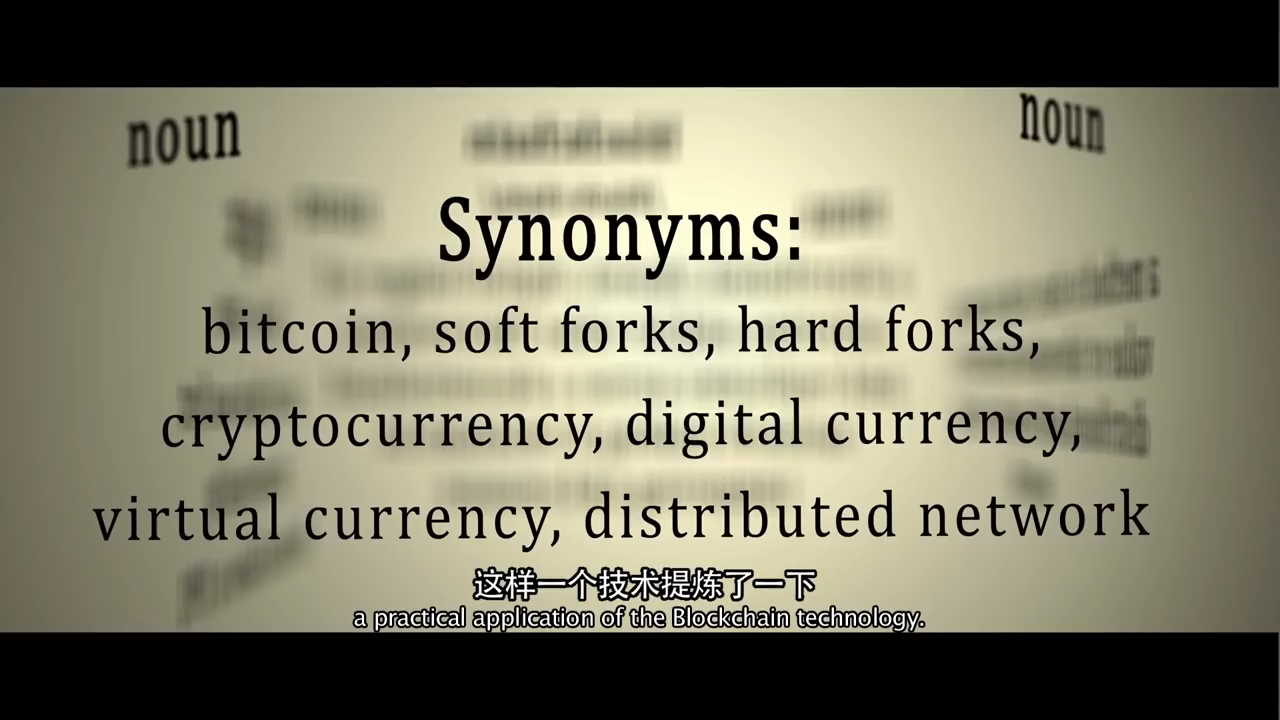 noun
noun
Synonyms:
bitcoin, soft forks, hard forks,
cryptocurrency, digital currency,
virtual currency, distributed network
这样一个技术提炼了一下
a practical application of the Blockchain technology.